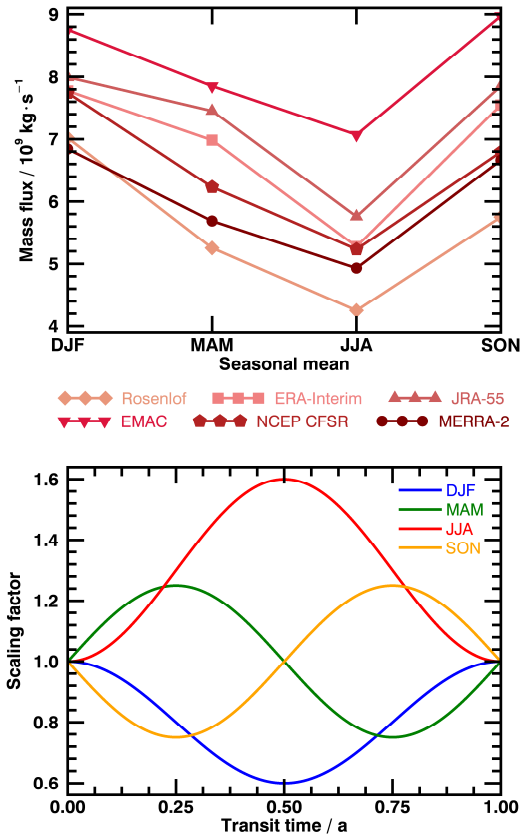 9
8
7
6
5
4
Mass flux / 10⁹ kg·s⁻¹
DJF MAM JJA SON
Seasonal mean
Rosenlof ERA-Interim JRA-55
EMAC NCEP CFSR MERRA-2
1.6
1.4
1.2
1.0
0.8
0.6
Scaling factor
DJF
MAM
JJA
SON
0.00 0.25 0.50 0.75 1.00
Transit time / a